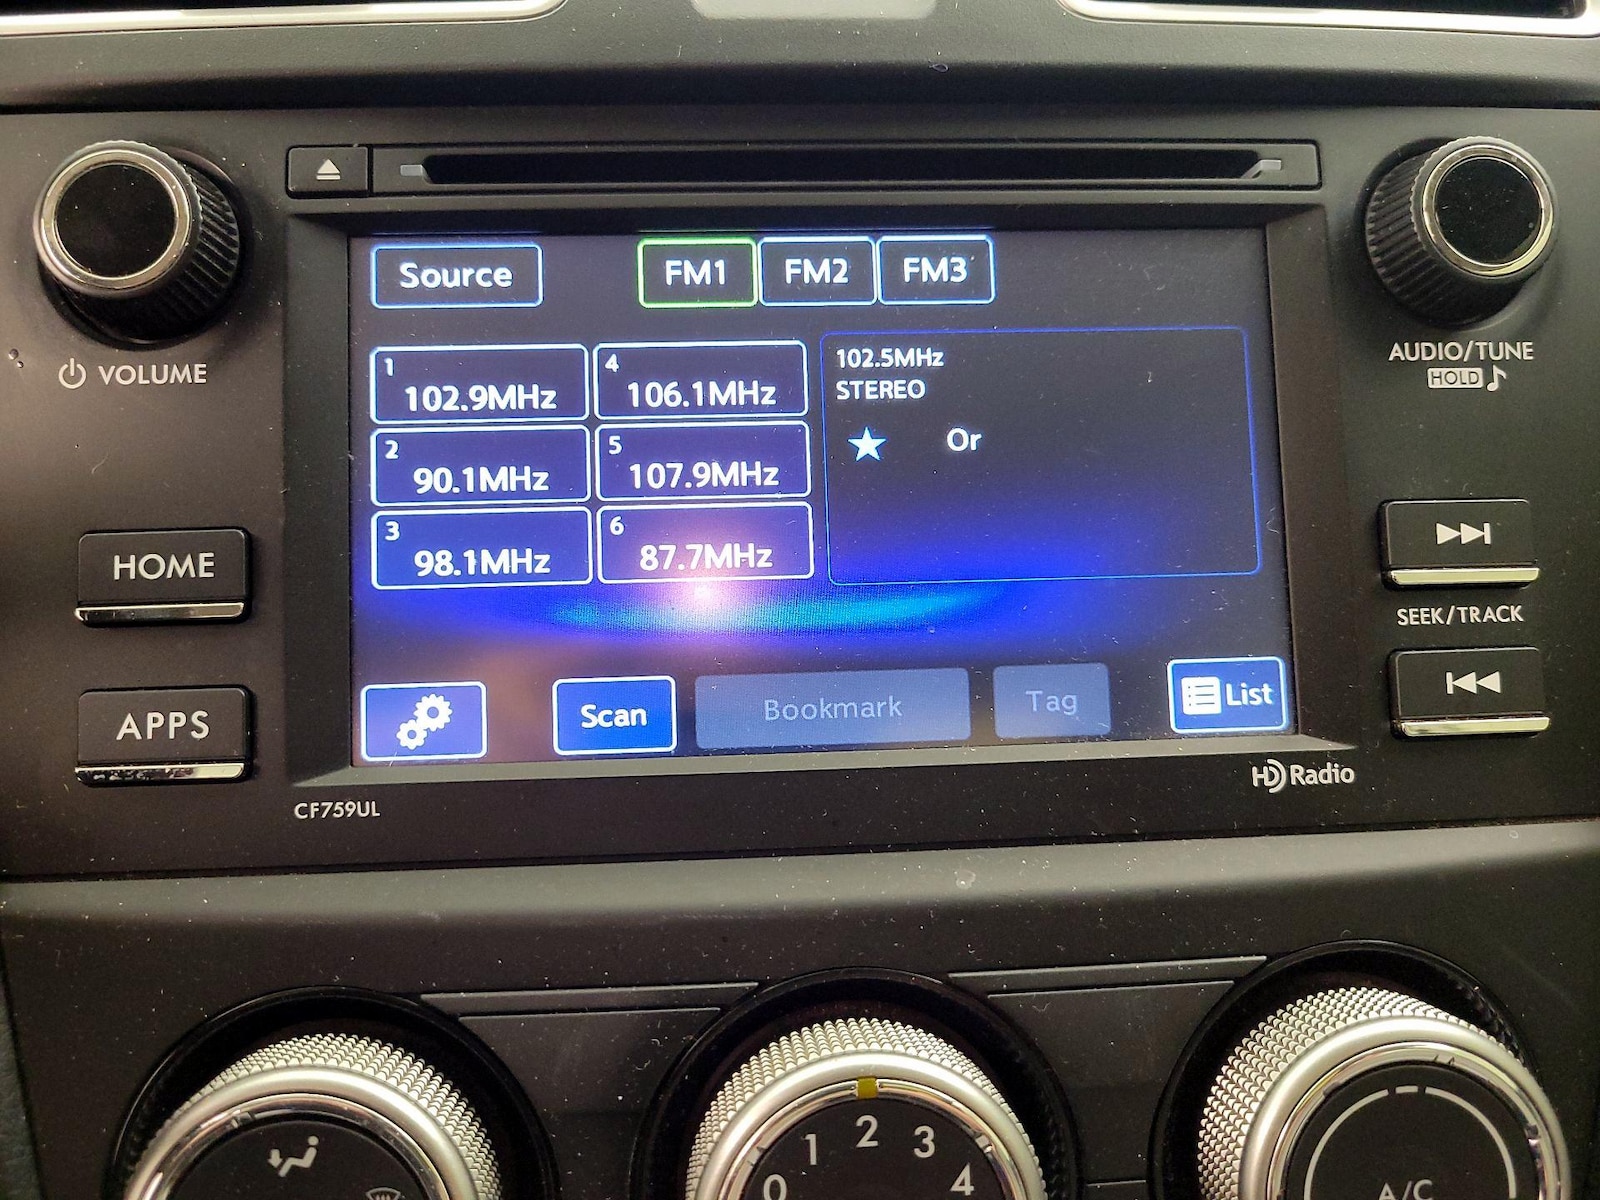 Source
FM1
FM2
FM3
VOLUME
AUDIO/TUNE
HOLD
1
102.9MHz
4
106.1MHz
2
90.1MHz
5
107.9MHz
3
98.1MHz
6
87.7MHz
102.5MHz
STEREO
Or
HOME
APPS
SEEK/TRACK
Scan
Bookmark
Tag
List
HD Radio
CF759UL
0 1 2 3 4
A/C